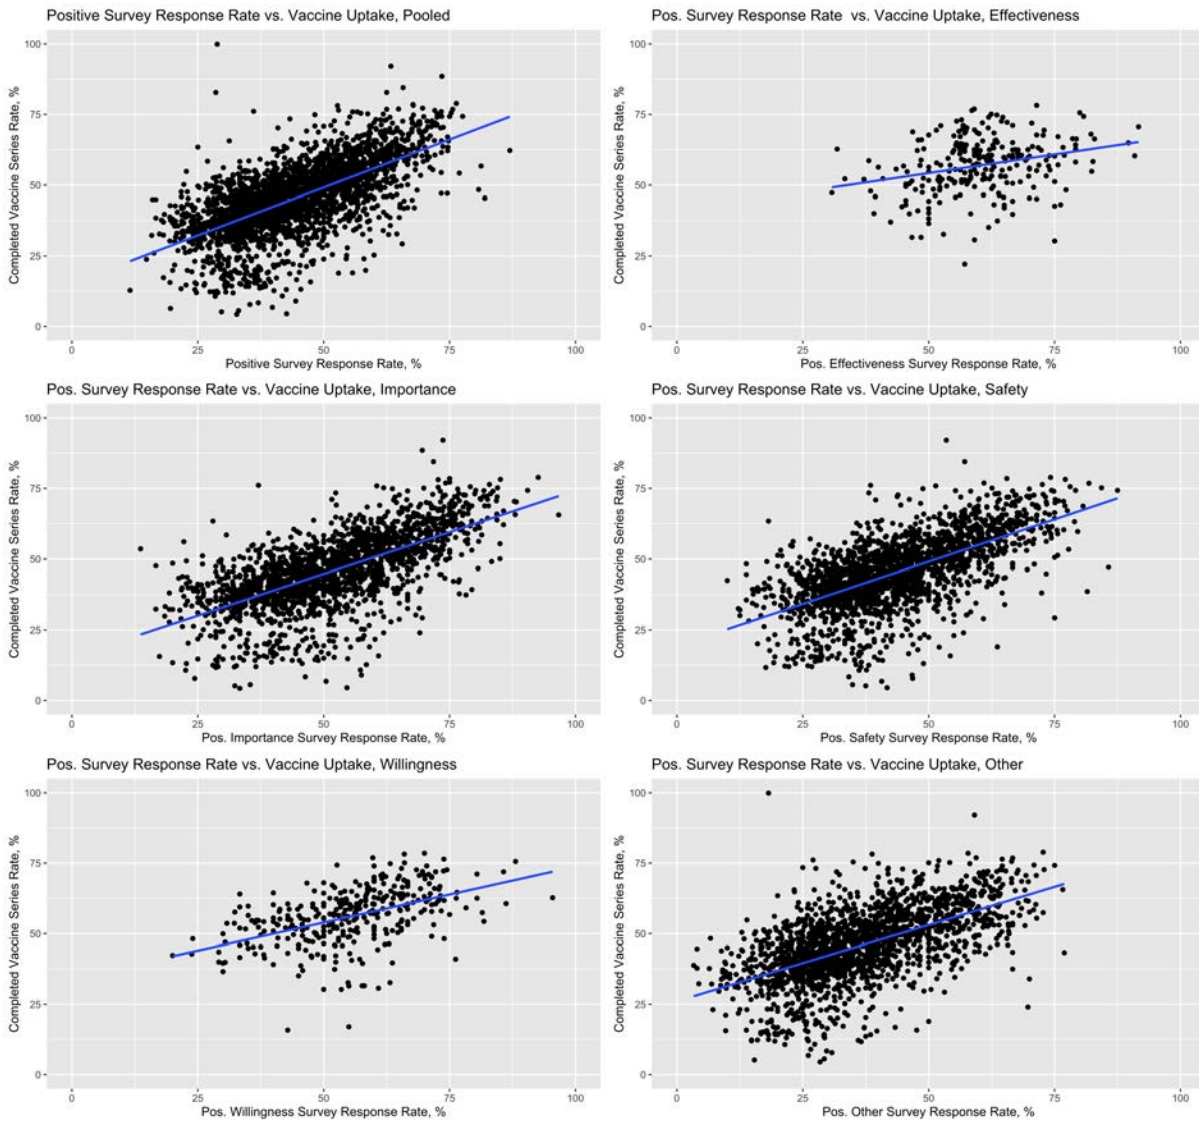 Positive Survey Response Rate vs. Vaccine Uptake, Pooled
100
75
50
25
0
Completed Vaccine Series Rate, %
0 25 50 75 100
Positive Survey Response Rate, %
Pos. Survey Response Rate  vs. Vaccine Uptake, Effectiveness
100
75
50
25
0
Completed Vaccine Series Rate, %
0 25 50 75 100
Pos. Effectiveness Survey Response Rate, %
Pos. Survey Response Rate vs. Vaccine Uptake, Importance
100
75
50
25
0
Completed Vaccine Series Rate, %
0 25 50 75 100
Pos. Importance Survey Response Rate, %
Pos. Survey Response Rate vs. Vaccine Uptake, Safety
100
75
50
25
0
Completed Vaccine Series Rate, %
0 25 50 75 100
Pos. Safety Survey Response Rate, %
Pos. Survey Response Rate vs. Vaccine Uptake, Willingness
100
75
50
25
0
Completed Vaccine Series Rate, %
0 25 50 75 100
Pos. Willingness Survey Response Rate, %
Pos. Survey Response Rate vs. Vaccine Uptake, Other
100
75
50
25
0
Completed Vaccine Series Rate, %
0 25 50 75 100
Pos. Other Survey Response Rate, %